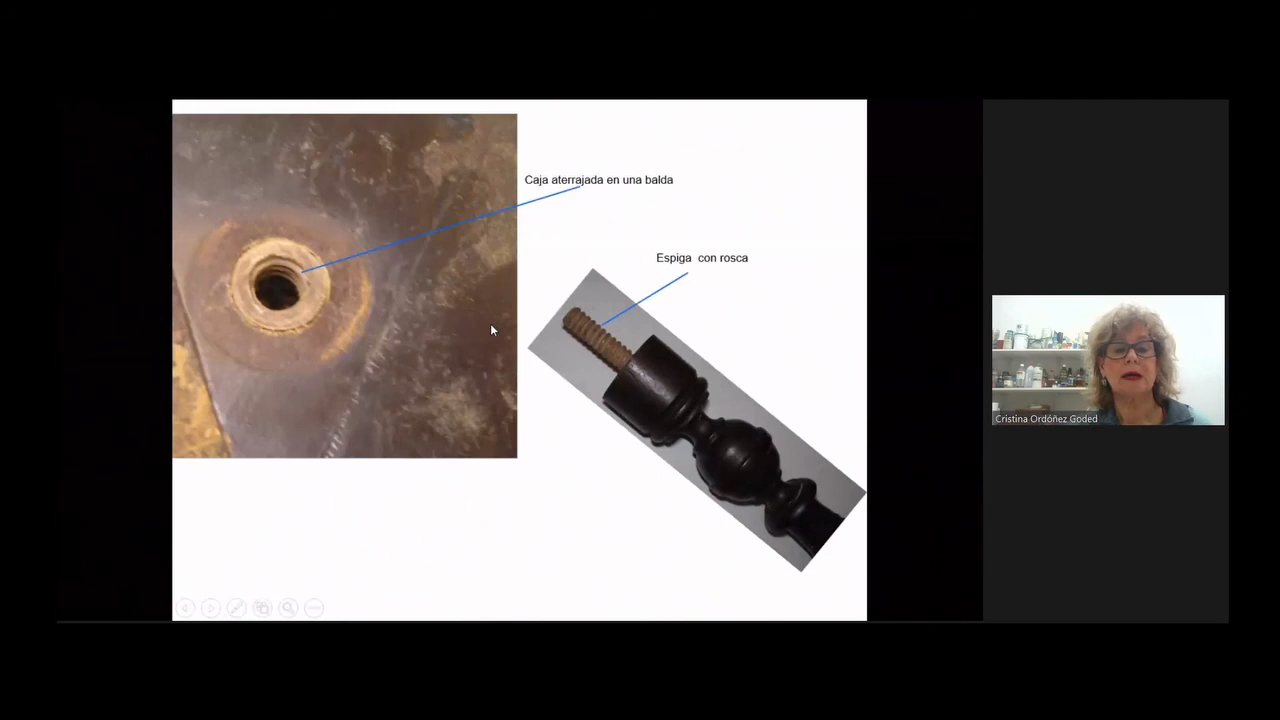 Caja aterrajada en una balda
Espiga  con rosca
Cristina Ordóñez Goded